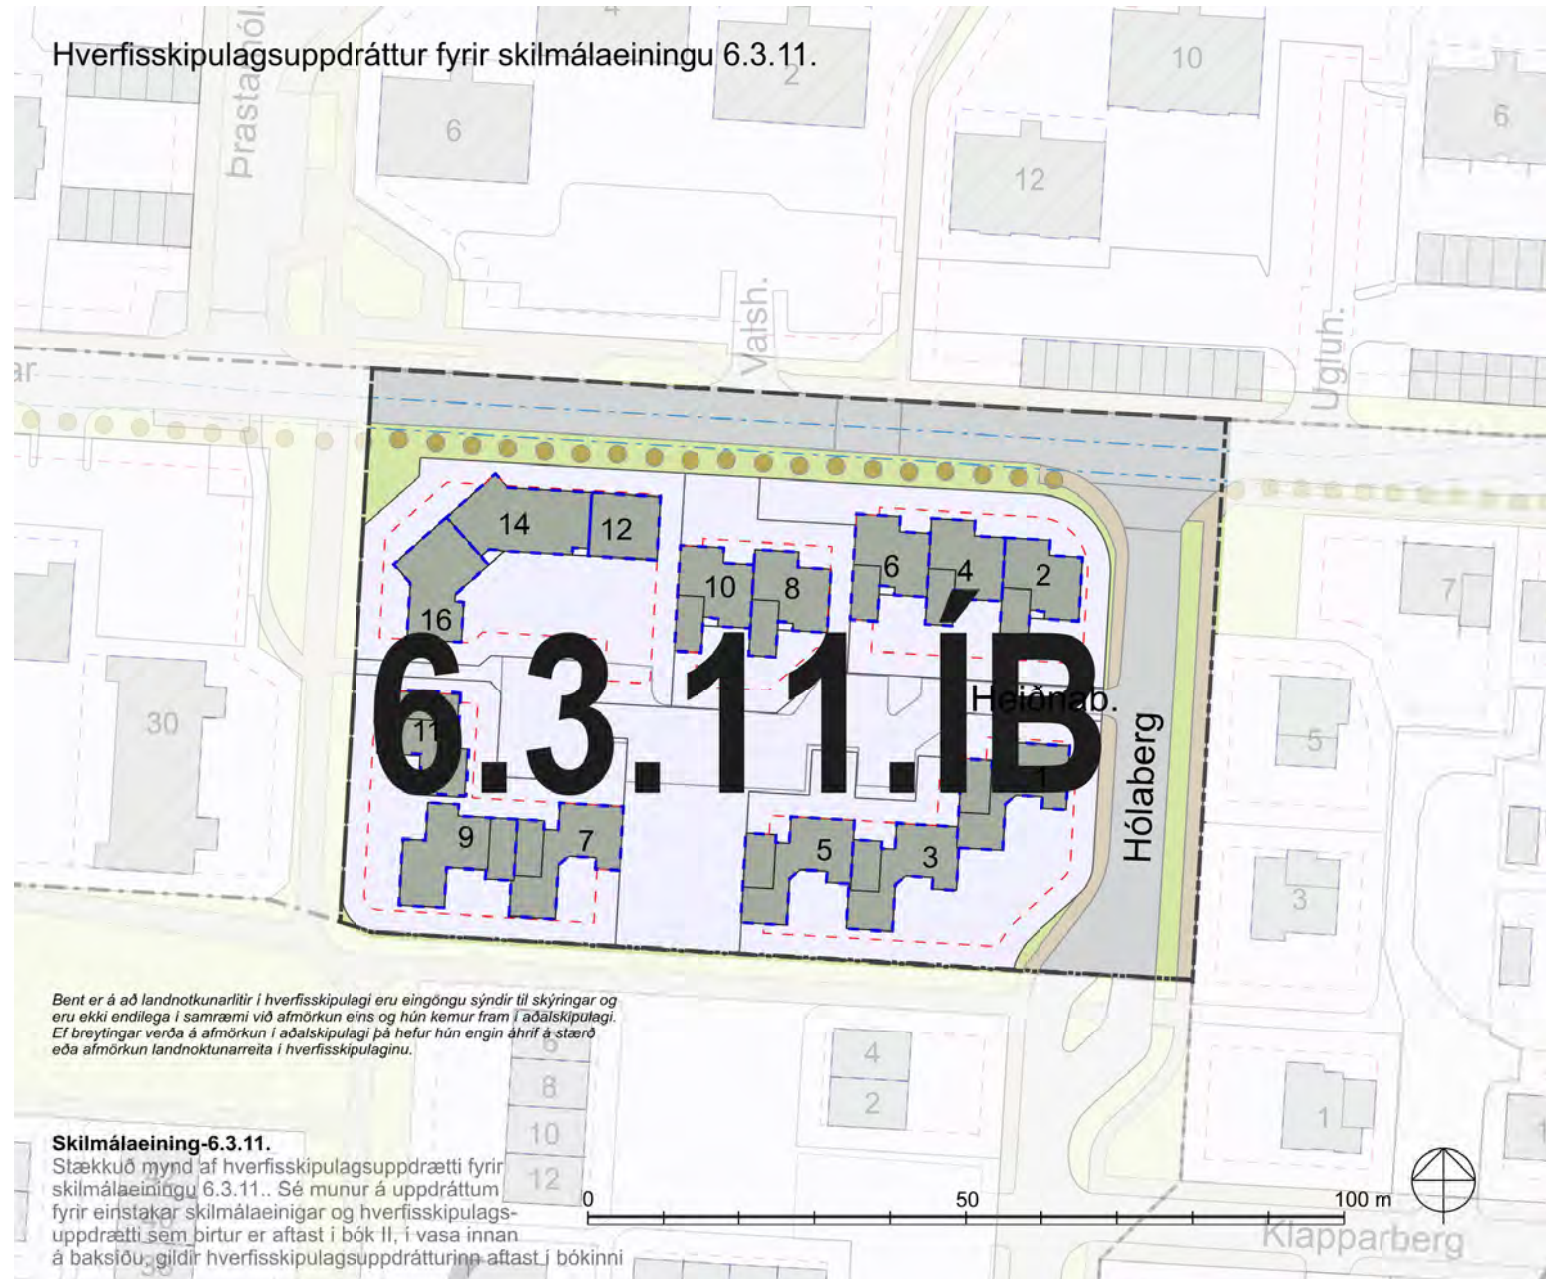 Hverfisskipulagsuppdráttur fyrir skilmálaeiningu 6.3.11.
4
2
10
6
6
12
Þrastahól
Valsh.
Ugluh.
ar
14
12
10
8
6
4
2
16
6.3.11.ÍB
Heiðnab.
Hólaberg
11
1
9
7
5
3
30
7
5
3
1
Bent er á að landnotkunarlitir í hverfisskipulagi eru eingöngu sýndir til skýringar og
eru ekki endilega í samræmi við afmörkun eins og hún kemur fram í aðalskipulagi.
Ef breytingar verða á afmörkun í aðalskipulagi þá hefur hún engin áhrif á stærð
eða afmörkun landnoktunarreita í hverfisskipulaginu.
6
8
10
12
4
2
Skilmálaeining-6.3.11.
Stækkuð mynd af hverfisskipulagsuppdrætti fyrir
skilmálaeiningu 6.3.11.. Sé munur á uppdráttum
fyrir einstakar skilmálaeinigar og hverfisskipulags-
uppdrætti sem birtur er aftast í bók II, í vasa innan
á baksíðu, gildir hverfisskipulagsuppdrátturinn aftast í bókinni
38
0 50 100 m
Klapparberg